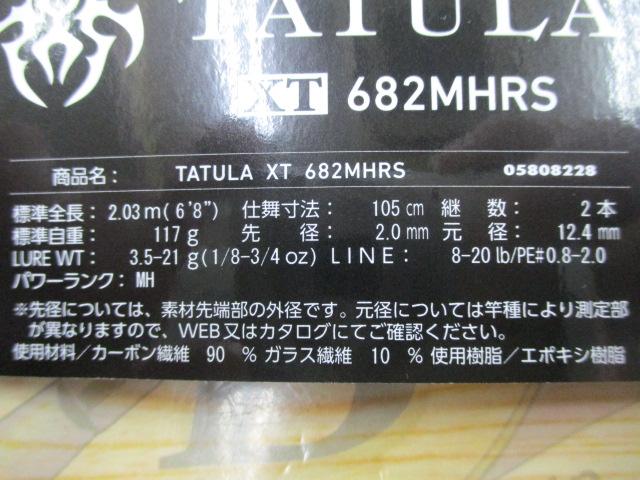 TATULA
XT 682MHRS
商品名： TATULA XT 682MHRS 05808228
標準全長： 2.03m(6'8") 仕舞寸法： 105cm 継 数： 2本
標準自重： 117g 先 径： 2.0mm 元 径： 12.4mm
LURE WT： 3.5-21g(1/8-3/4oz) LINE： 8-20lb/PE#0.8-2.0
パワーランク： MH
※先径については、素材先端部の外径です。元径については竿種により測定部
が異なりますので、WEB又はカタログにてご確認ください。
使用材料／カーボン繊維 90 % ガラス繊維 10 % 使用樹脂／エポキシ樹脂